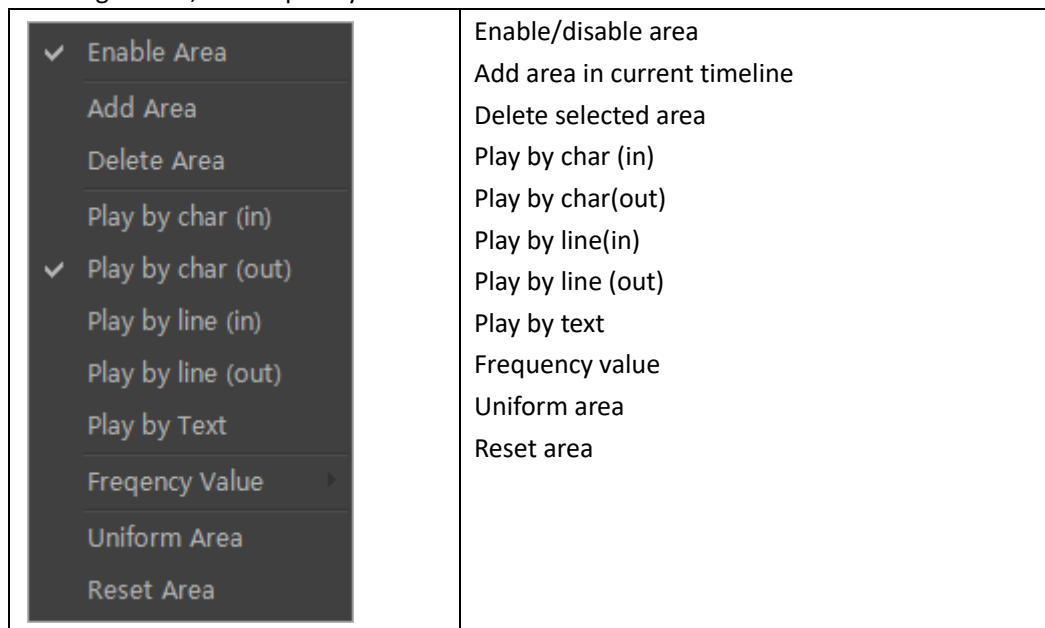 Enable Area
Add Area
Delete Area
Play by char (in)
Play by char (out)
Play by line (in)
Play by line (out)
Play by Text
Freqency Value
Uniform Area
Reset Area
Enable/disable area
Add area in current timeline
Delete selected area
Play by char (in)
Play by char(out)
Play by line(in)
Play by line (out)
Play by text
Frequency value
Uniform area
Reset area